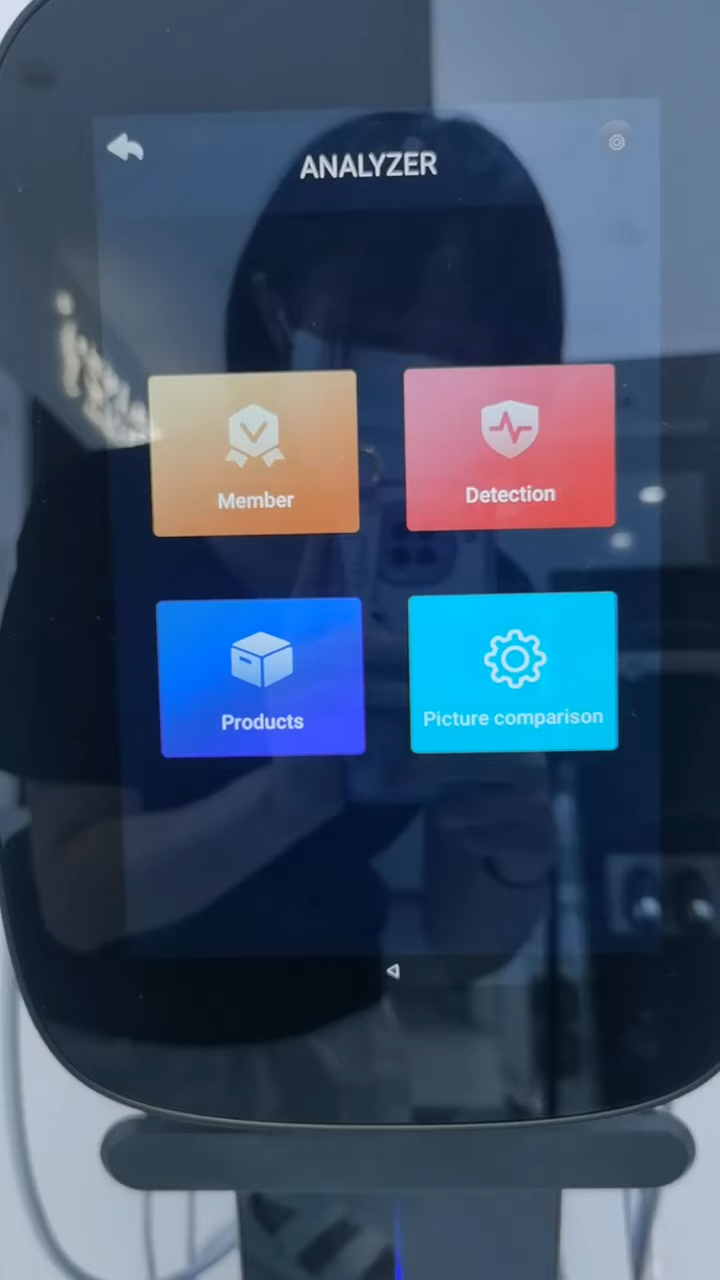 ANALYZER
Member
Detection
Products
Picture comparison